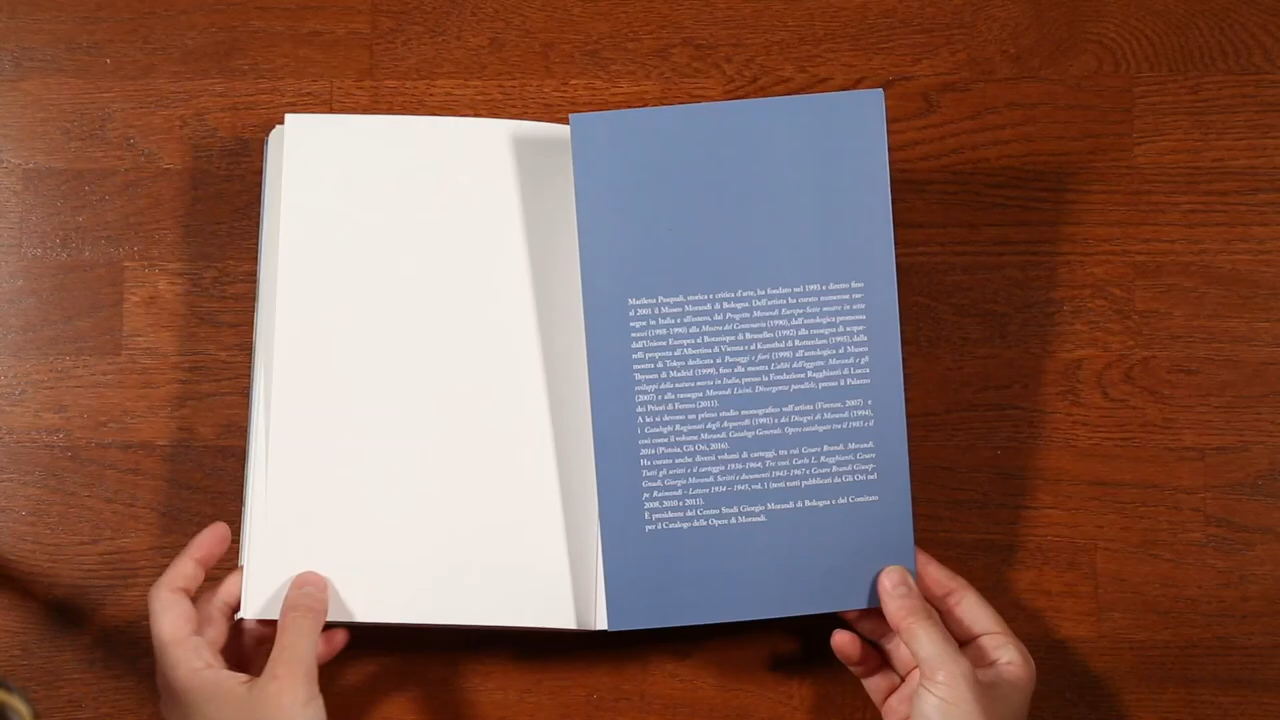 Marilena Pasquali, storica e critica d'arte, ha fondato nel 1993 e diretto fino
al 2001 il Museo Morandi di Bologna. Dell'artista ha curato numerose ras-
segne in Italia e all'estero, dal Progetto Morandi Europa-Sette mostre in sette
musei (1988-1990) alla Mostra del Centenario (1990), dall'antologica promossa
dall'Unione Europea al Botanique di Bruxelles (1992) alla rassegna di acque-
relli proposta all'Albertina di Vienna e al Kunsthal di Rotterdam (1995), dalla
mostra di Tokyo dedicata ai Paesaggi e fiori (1998) all'antologica al Museo
Thyssen di Madrid (1999), fino alla mostra L'alibi dell'oggetto: Morandi e gli
sviluppi della natura morta in Italia, presso la Fondazione Ragghianti di Lucca
(2007) e alla rassegna Morandi Licini. Divergenze parallele, presso il Palazzo
dei Priori di Fermo (2011).
A lei si devono un primo studio monografico sull'artista (Firenze, 2007) e
i Cataloghi Ragionati degli Acquerelli (1991) e dei Disegni di Morandi (1994),
così come il volume Morandi. Catalogo Generale. Opere catalogate tra il 1985 e il
2016 (Pistoia, Gli Ori, 2016).
Ha curato anche diversi volumi di carteggi, tra cui Cesare Brandi. Morandi.
Tutti gli scritti e il carteggio 1938-1964; Tre voci. Carlo L. Ragghianti, Cesare
Gnudi, Giorgio Morandi. Scritti e documenti 1943-1967 e Cesare Brandi Giusep-
pe Raimondi - Lettere 1934 – 1945, vol. 1 (testi tutti pubblicati da Gli Ori nel
2008, 2010 e 2011).
È presidente del Centro Studi Giorgio Morandi di Bologna e del Comitato
per il Catalogo delle Opere di Morandi.